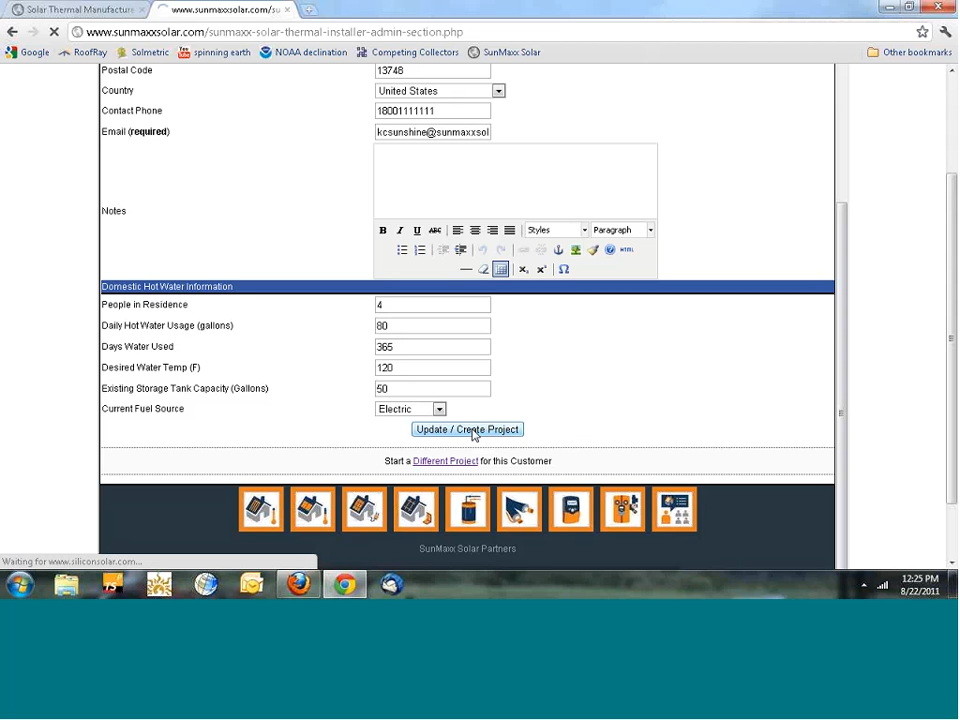 Solar Thermal Manufacture
www.sunmaxxsolar.com/su
www.sunmaxxsolar.com/sunmaxx-solar-thermal-installer-admin-section.php
Google RoofRay Solmetric spinning earth NOAA declination Competing Collectors SunMaxx Solar Other bookmarks
Postal Code 13748
Country United States
Contact Phone 18001111111
Email (required) kcsunshine@sunmaxxsol
Notes
B I U ABC Styles Paragraph
HTML
Domestic Hot Water Information
People in Residence 4
Daily Hot Water Usage (gallons) 80
Days Water Used 365
Desired Water Temp (F) 120
Existing Storage Tank Capacity (Gallons) 50
Current Fuel Source Electric
Update / Create Project
Start a Different Project for this Customer
SunMaxx Solar Partners
Waiting for www.siliconsolar.com...
12:25 PM
8/22/2011